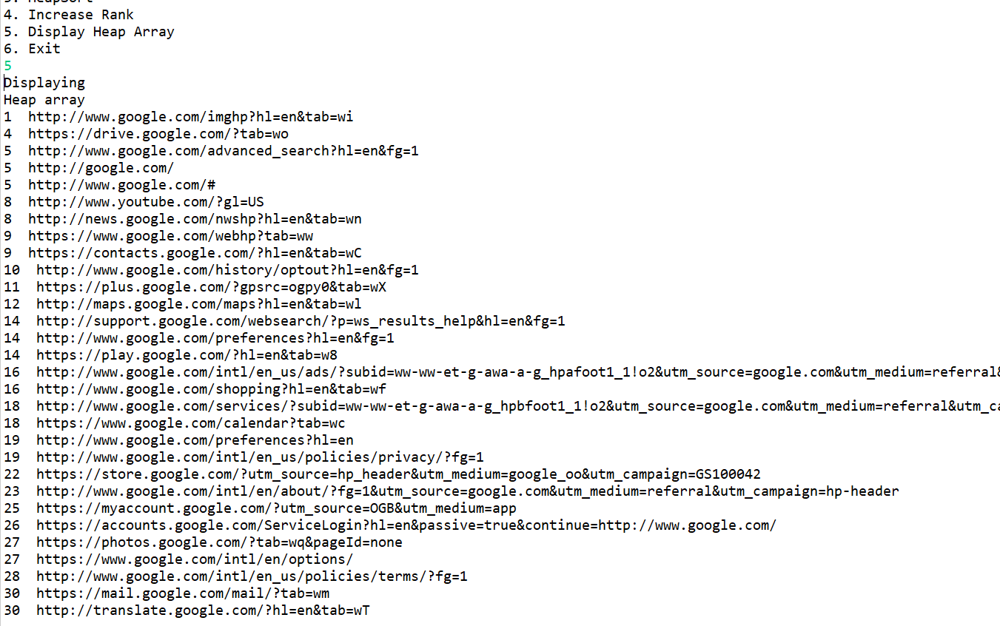 3. HeapSort
4. Increase Rank
5. Display Heap Array
6. Exit
5
Displaying
Heap array
1  http://www.google.com/imghp?hl=en&tab=wi
4  https://drive.google.com/?tab=wo
5  http://www.google.com/advanced_search?hl=en&fg=1
5  http://google.com/
5  http://www.google.com/#
8  http://www.youtube.com/?gl=US
8  http://news.google.com/nwshp?hl=en&tab=wn
9  https://www.google.com/webhp?tab=ww
9  https://contacts.google.com/?hl=en&tab=wC
10  http://www.google.com/history/optout?hl=en&fg=1
11  https://plus.google.com/?gpsrc=ogpy0&tab=wX
12  http://maps.google.com/maps?hl=en&tab=wl
14  http://support.google.com/websearch/?p=ws_results_help&hl=en&fg=1
14  http://www.google.com/preferences?hl=en&fg=1
14  https://play.google.com/?hl=en&tab=w8
16  http://www.google.com/intl/en_us/ads/?subid=ww-ww-et-g-awa-a-g_hpafoot1_1!o2&utm_source=google.com&utm_medium=referral&
16  http://www.google.com/shopping?hl=en&tab=wf
18  http://www.google.com/services/?subid=ww-ww-et-g-awa-a-g_hpbfoot1_1!o2&utm_source=google.com&utm_medium=referral&utm_ca
18  https://www.google.com/calendar?tab=wc
19  http://www.google.com/preferences?hl=en
19  http://www.google.com/intl/en_us/policies/privacy/?fg=1
22  https://store.google.com/?utm_source=hp_header&utm_medium=google_oo&utm_campaign=GS100042
23  http://www.google.com/intl/en/about/?fg=1&utm_source=google.com&utm_medium=referral&utm_campaign=hp-header
25  https://myaccount.google.com/?utm_source=OGB&utm_medium=app
26  https://accounts.google.com/ServiceLogin?hl=en&passive=true&continue=http://www.google.com/
27  https://photos.google.com/?tab=wq&pageId=none
27  https://www.google.com/intl/en/options/
28  http://www.google.com/intl/en_us/policies/terms/?fg=1
30  https://mail.google.com/mail/?tab=wm
30  http://translate.google.com/?hl=en&tab=wT